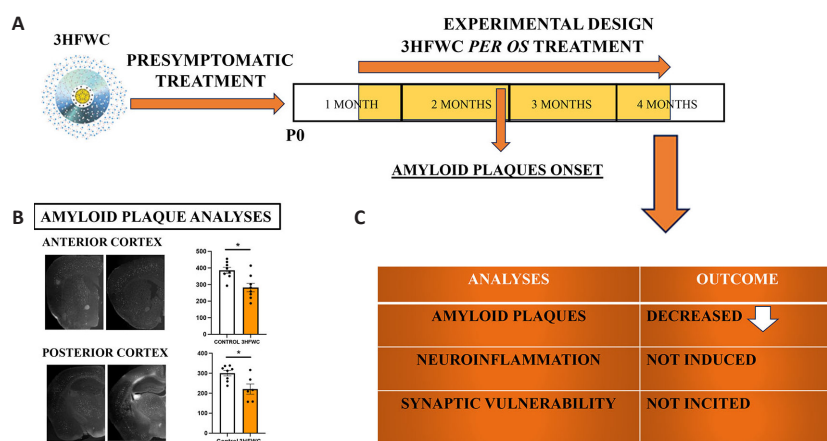 A
3HFWC
PRESYMPTOMATIC
TREATMENT
EXPERIMENTAL DESIGN
3HFWC PER OS TREATMENT
1 MONTH
2 MONTHS
3 MONTHS
4 MONTHS
P0
AMYLOID PLAQUES ONSET
B
AMYLOID PLAQUE ANALYSES
ANTERIOR CORTEX
*
500
400
300
200
100
0
CONTROL 3HFWC
POSTERIOR CORTEX
*
400
300
200
100
0
Control 3HFWC
C
ANALYSES OUTCOME
AMYLOID PLAQUES DECREASED
NEUROINFLAMMATION NOT INDUCED
SYNAPTIC VULNERABILITY NOT INCITED